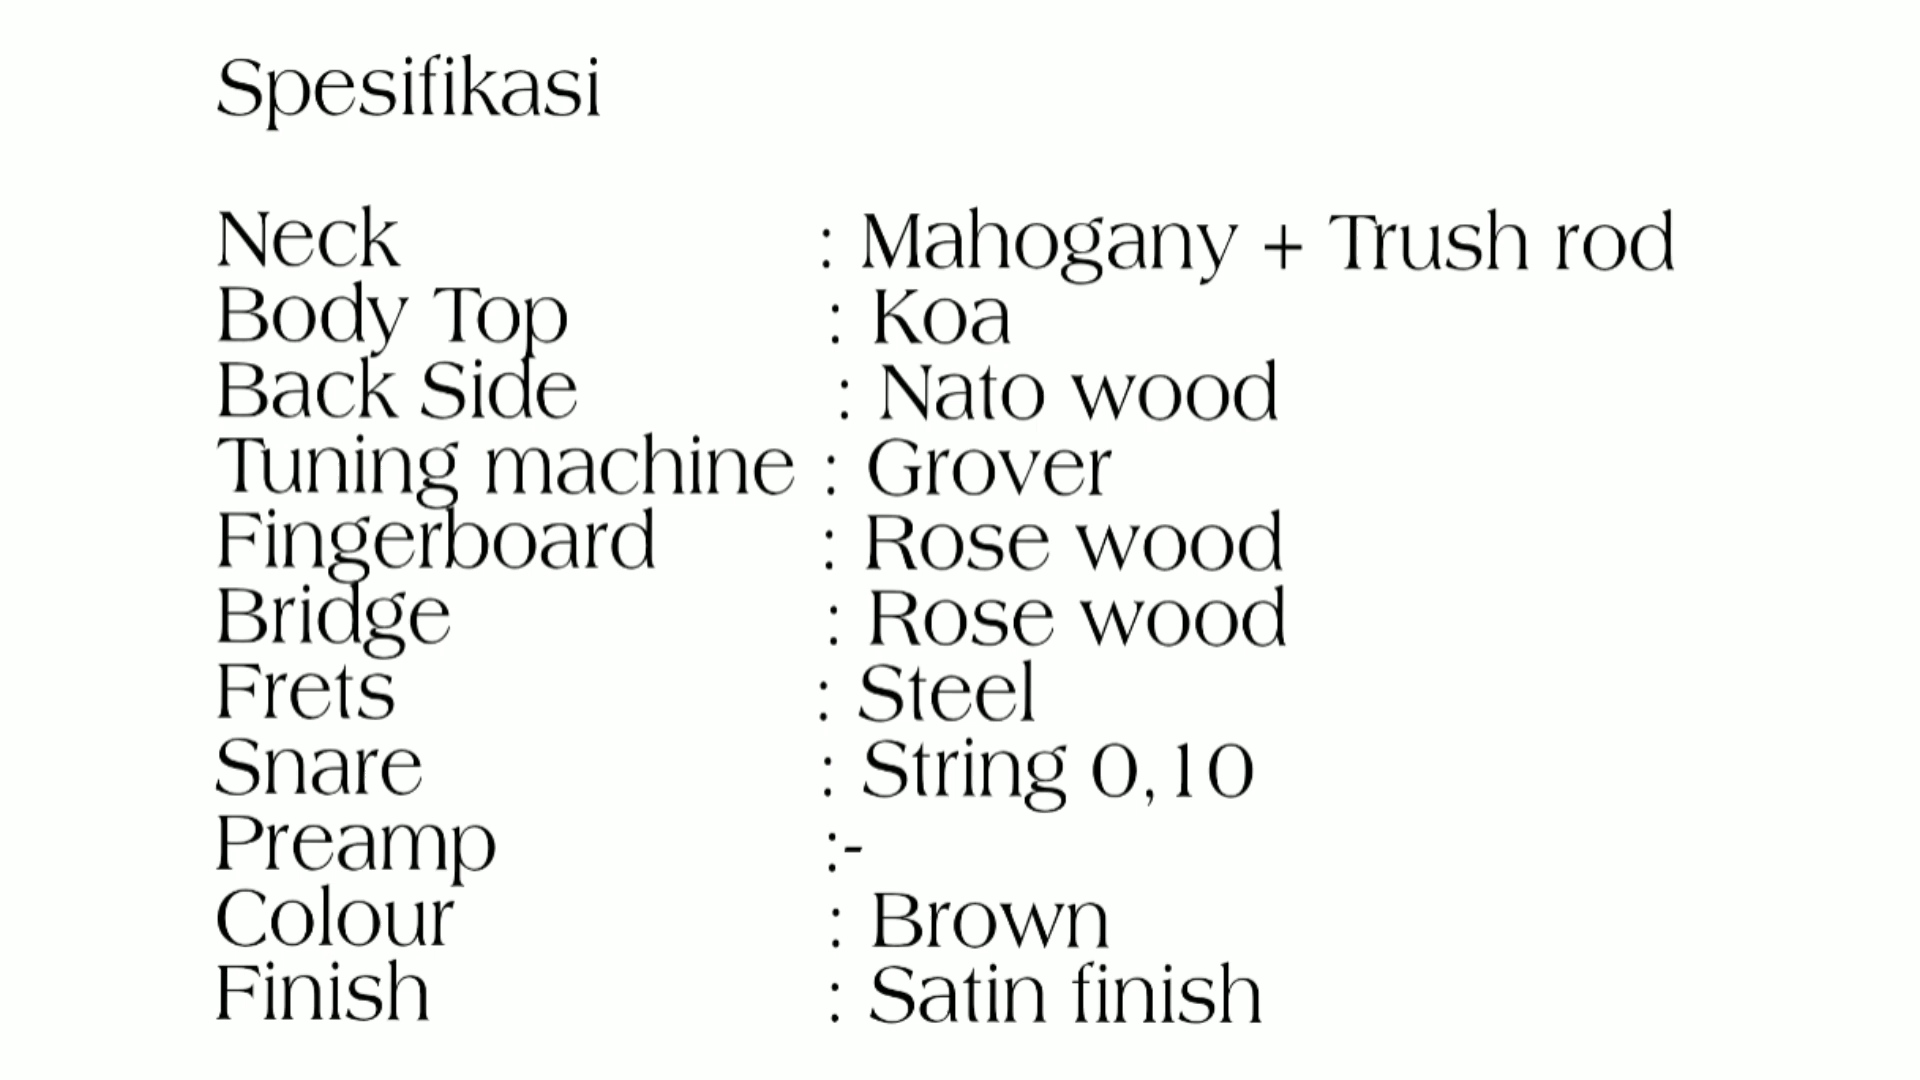 Spesifikasi
Neck : Mahogany + Trush rod
Body Top : Koa
Back Side : Nato wood
Tuning machine : Grover
Fingerboard : Rose wood
Bridge : Rose wood
Frets : Steel
Snare : String 0,10
Preamp :-
Colour : Brown
Finish : Satin finish